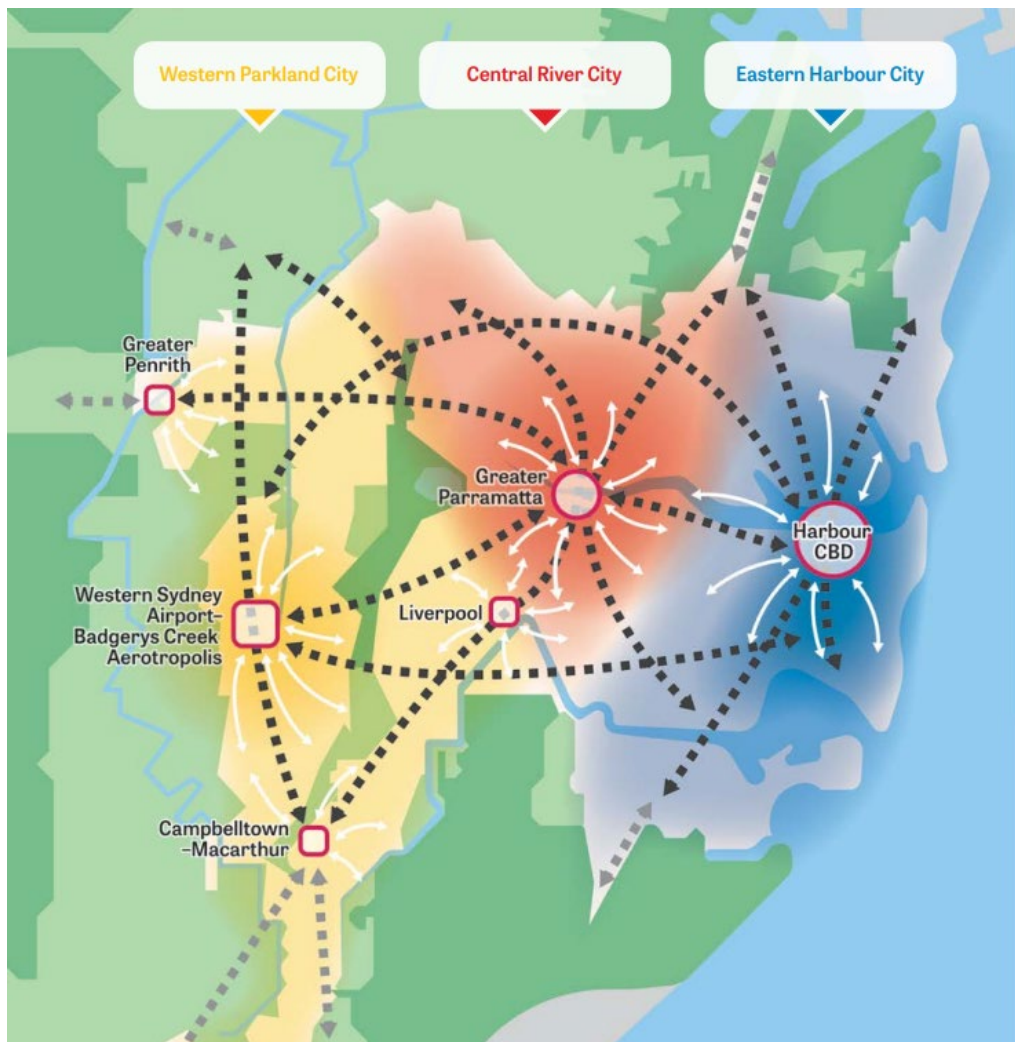 Western Parkland City
Central River City
Eastern Harbour City
Greater
Penrith
Greater
Parramatta
Harbour
CBD
Western Sydney
Airport–
Badgerys Creek
Aerotropolis
Liverpool
Campbelltown
–Macarthur